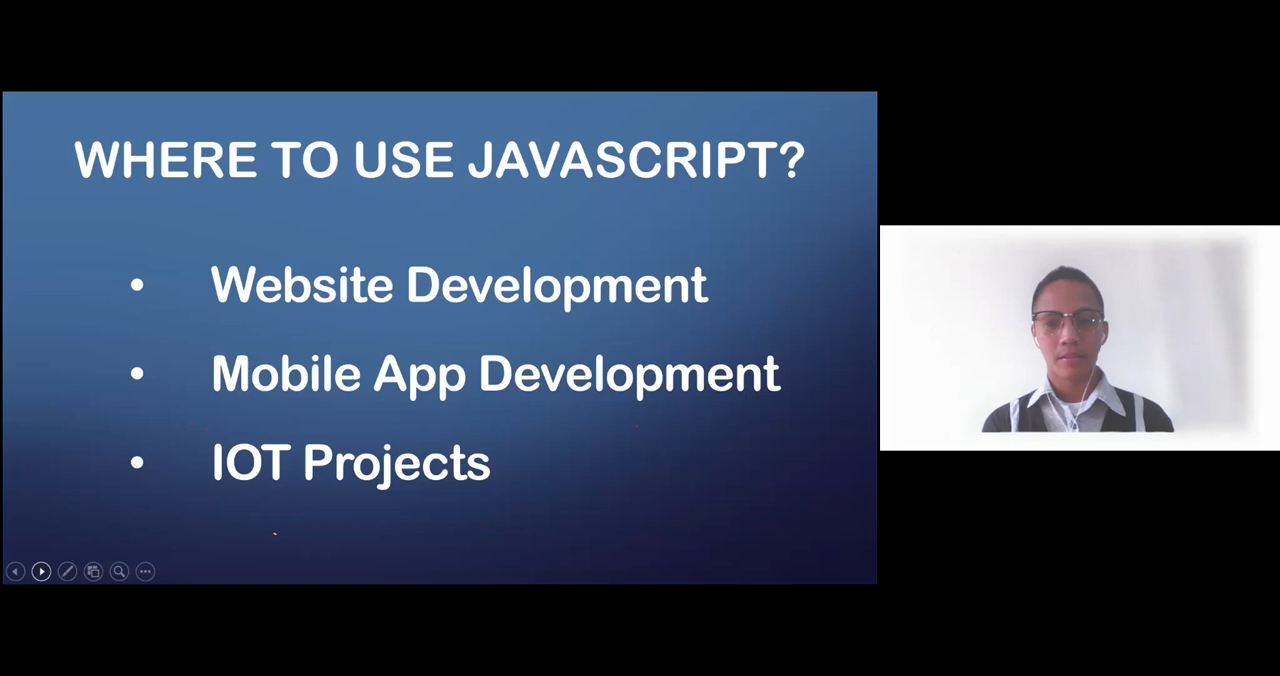 WHERE TO USE JAVASCRIPT?
• Website Development
• Mobile App Development
• IOT Projects